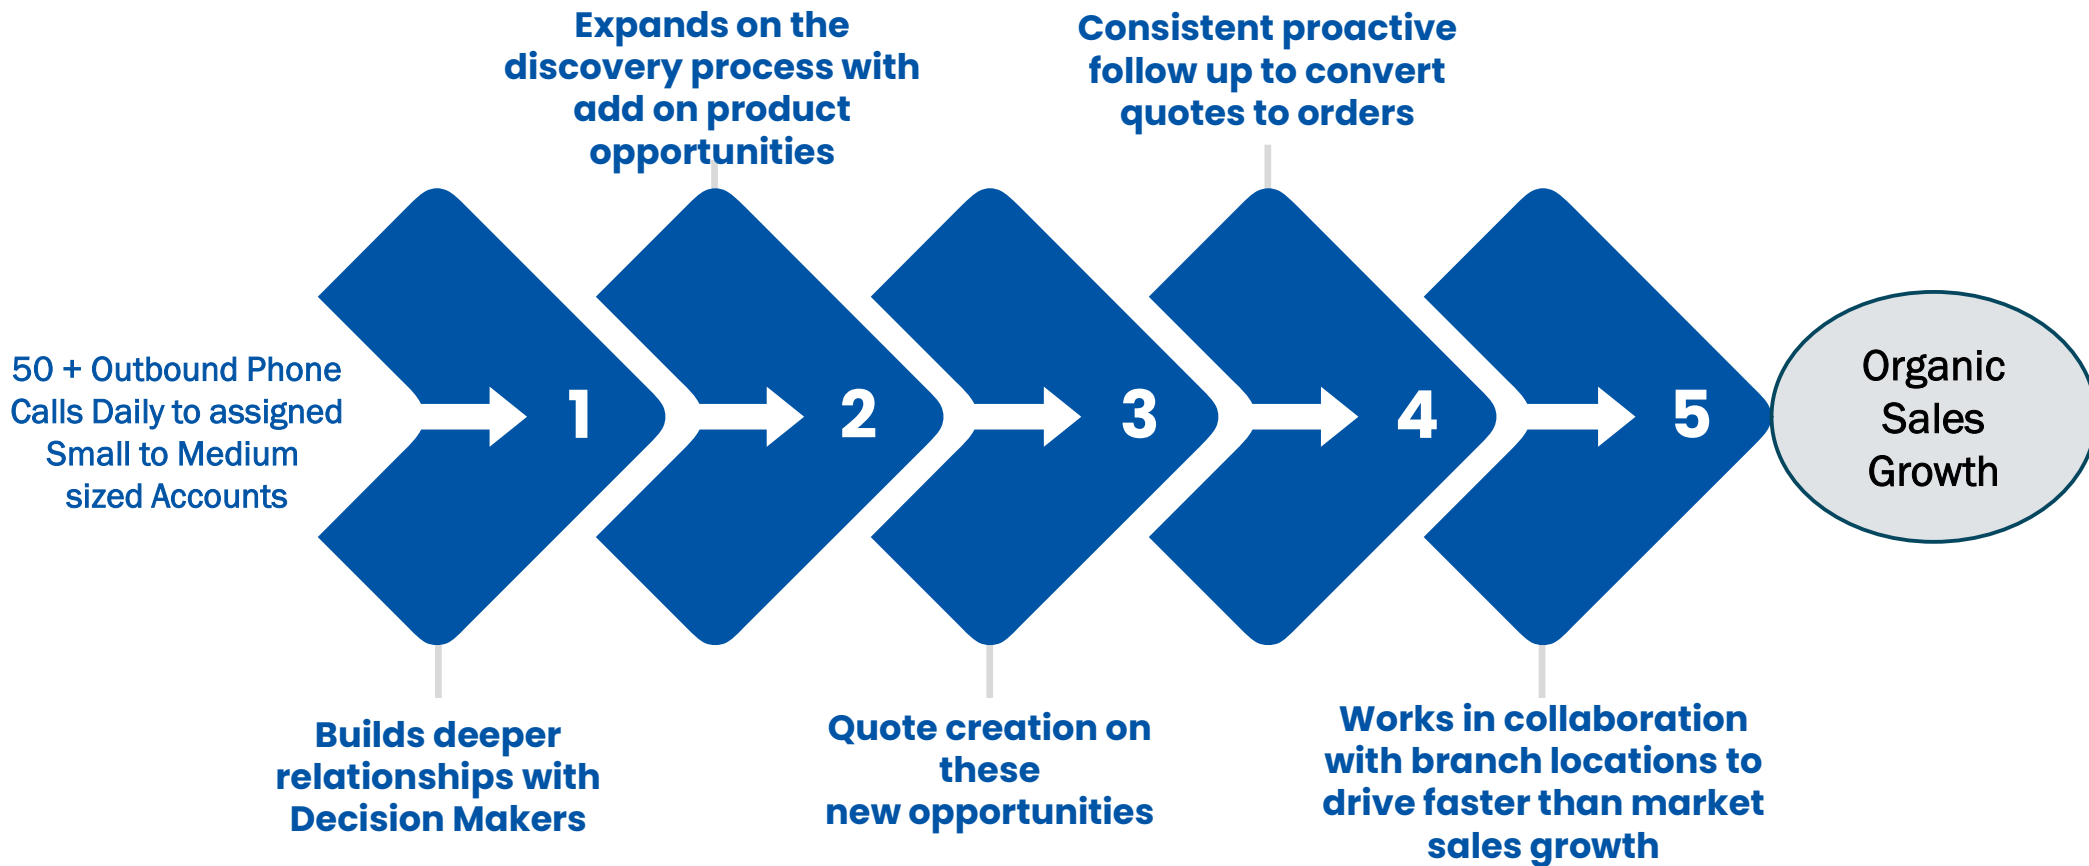 50 + Outbound Phone
Calls Daily to assigned
Small to Medium
sized Accounts
1
Builds deeper
relationships with
Decision Makers
Expands on the
discovery process with
add on product
opportunities
2
3
Quote creation on
these
new opportunities
Consistent proactive
follow up to convert
quotes to orders
4
5
Works in collaboration
with branch locations to
drive faster than market
sales growth
Organic
Sales
Growth